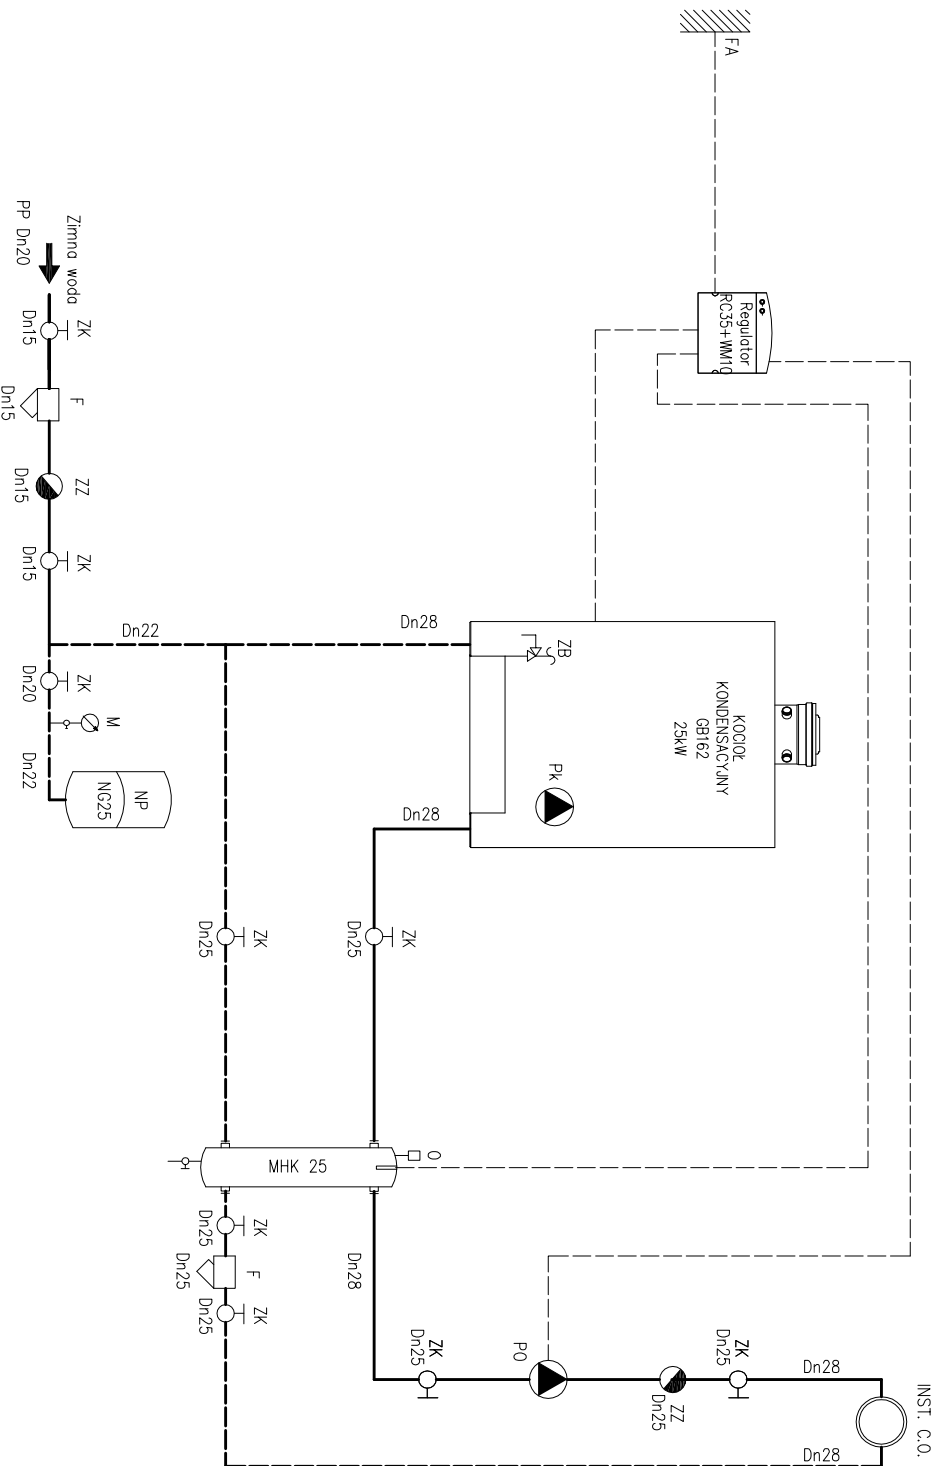 FA
Regulator
RC35+WM10
Zimna woda
PP Dn20
ZK
Dn15
F
Dn15
ZZ
Dn15
ZK
Dn15
Dn22
Dn28
ZK
Dn20
M
Dn22
NP
NG25
ZB
KOCIOŁ
KONDENSACYJNY
GB162
25kW
Pk
Dn28
ZK
Dn25
ZK
Dn25
MHK 25
O
ZK
Dn25
F
Dn25
ZK
Dn25
Dn28
ZK
Dn25
PO
ZZ
Dn25
ZK
Dn25
Dn28
INST. C.O.
Dn28